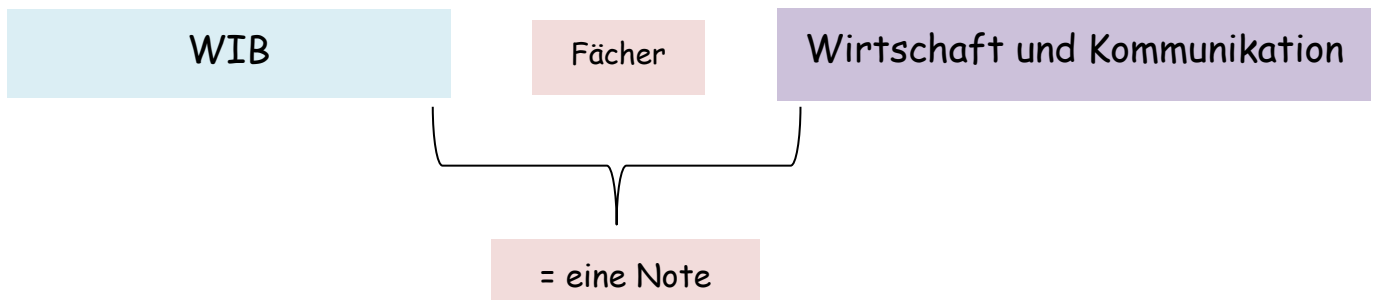 WIB
Fächer
Wirtschaft und Kommunikation
= eine Note